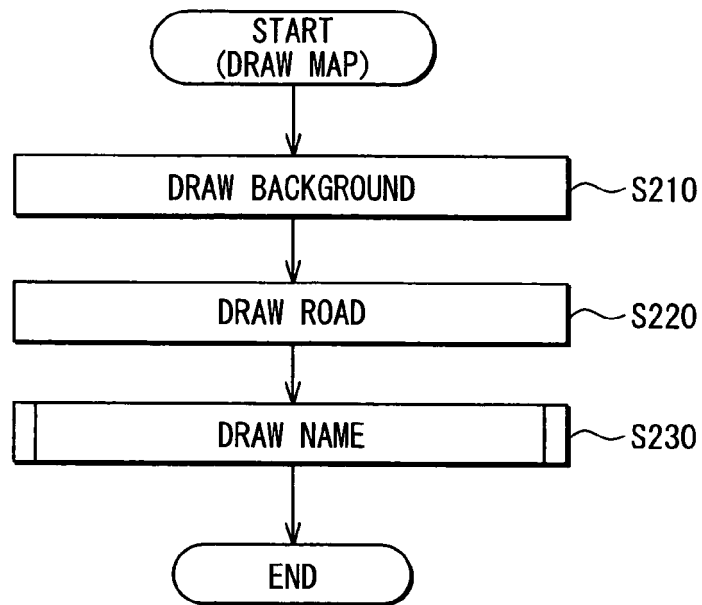 START
(DRAW MAP)
DRAW BACKGROUND
S210
DRAW ROAD
S220
DRAW NAME
S230
END